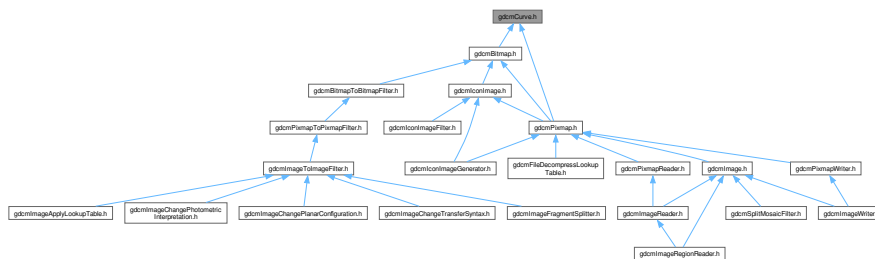 gdcmCurve.h
gdcmBitmap.h
gdcmBitmapToBitmapFilter.h
gdcmIconImage.h
gdcmPixmapToPixmapFilter.h
gdcmIconImageFilter.h
gdcmPixmap.h
gdcmImageToImageFilter.h
gdcmIconImageGenerator.h
gdcmFileDecompressLookup
Table.h
gdcmPixmapReader.h
gdcmImage.h
gdcmPixmapWriter.h
gdcmImageApplyLookupTable.h
gdcmImageChangePhotometric
Interpretation.h
gdcmImageChangePlanarConfiguration.h
gdcmImageChangeTransferSyntax.h
gdcmImageFragmentSplitter.h
gdcmImageReader.h
gdcmSplitMosaicFilter.h
gdcmImageWriter
gdcmImageRegionReader.h